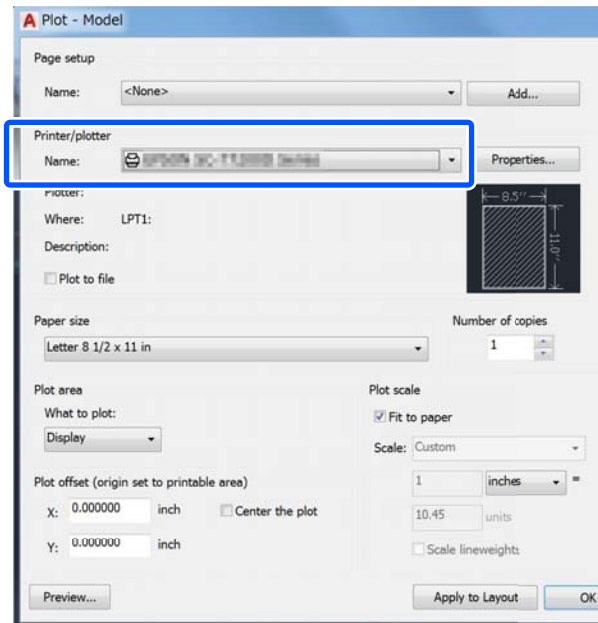 A Plot - Model
Page setup
Name: <None> Add...
Printer/plotter
Name: Properties...
Plotter:
8.5''
Where: LPT1:
11.0''
Description:
Plot to file
Paper size Number of copies
Letter 8 1/2 x 11 in 1
Plot area Plot scale
What to plot: Fit to paper
Display Scale: Custom
Plot offset (origin set to printable area) 1 inches =
X: 0.000000 inch Center the plot
10.45 units
Y: 0.000000 inch
Scale lineweights
Preview... Apply to Layout OK